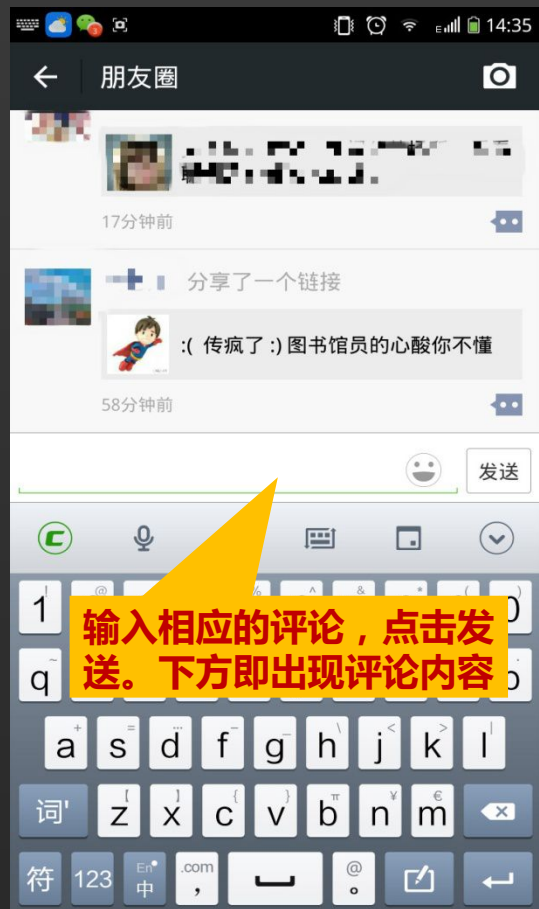 14:35
朋友圈
17分钟前
分享了一个链接
:( 传疯了 :) 图书馆员的心酸你不懂
58分钟前
发送
输入相应的评论，点击发
送。下方即出现评论内容
1 0
q p
a s d f g h j k l
词' z x c v b n m
符 123 En 中 .com , @ 。